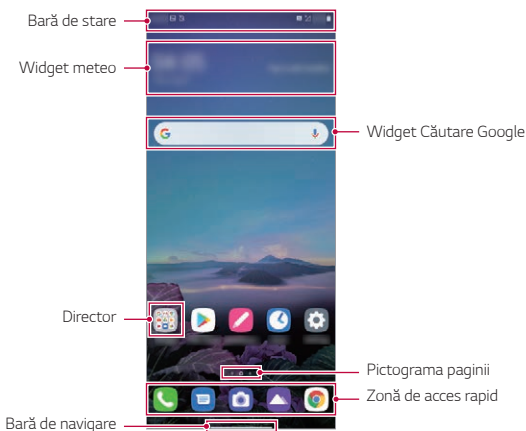 Bară de stare
Widget meteo
Widget Căutare Google
Director
Pictograma paginii
Zonă de acces rapid
Bară de navigare